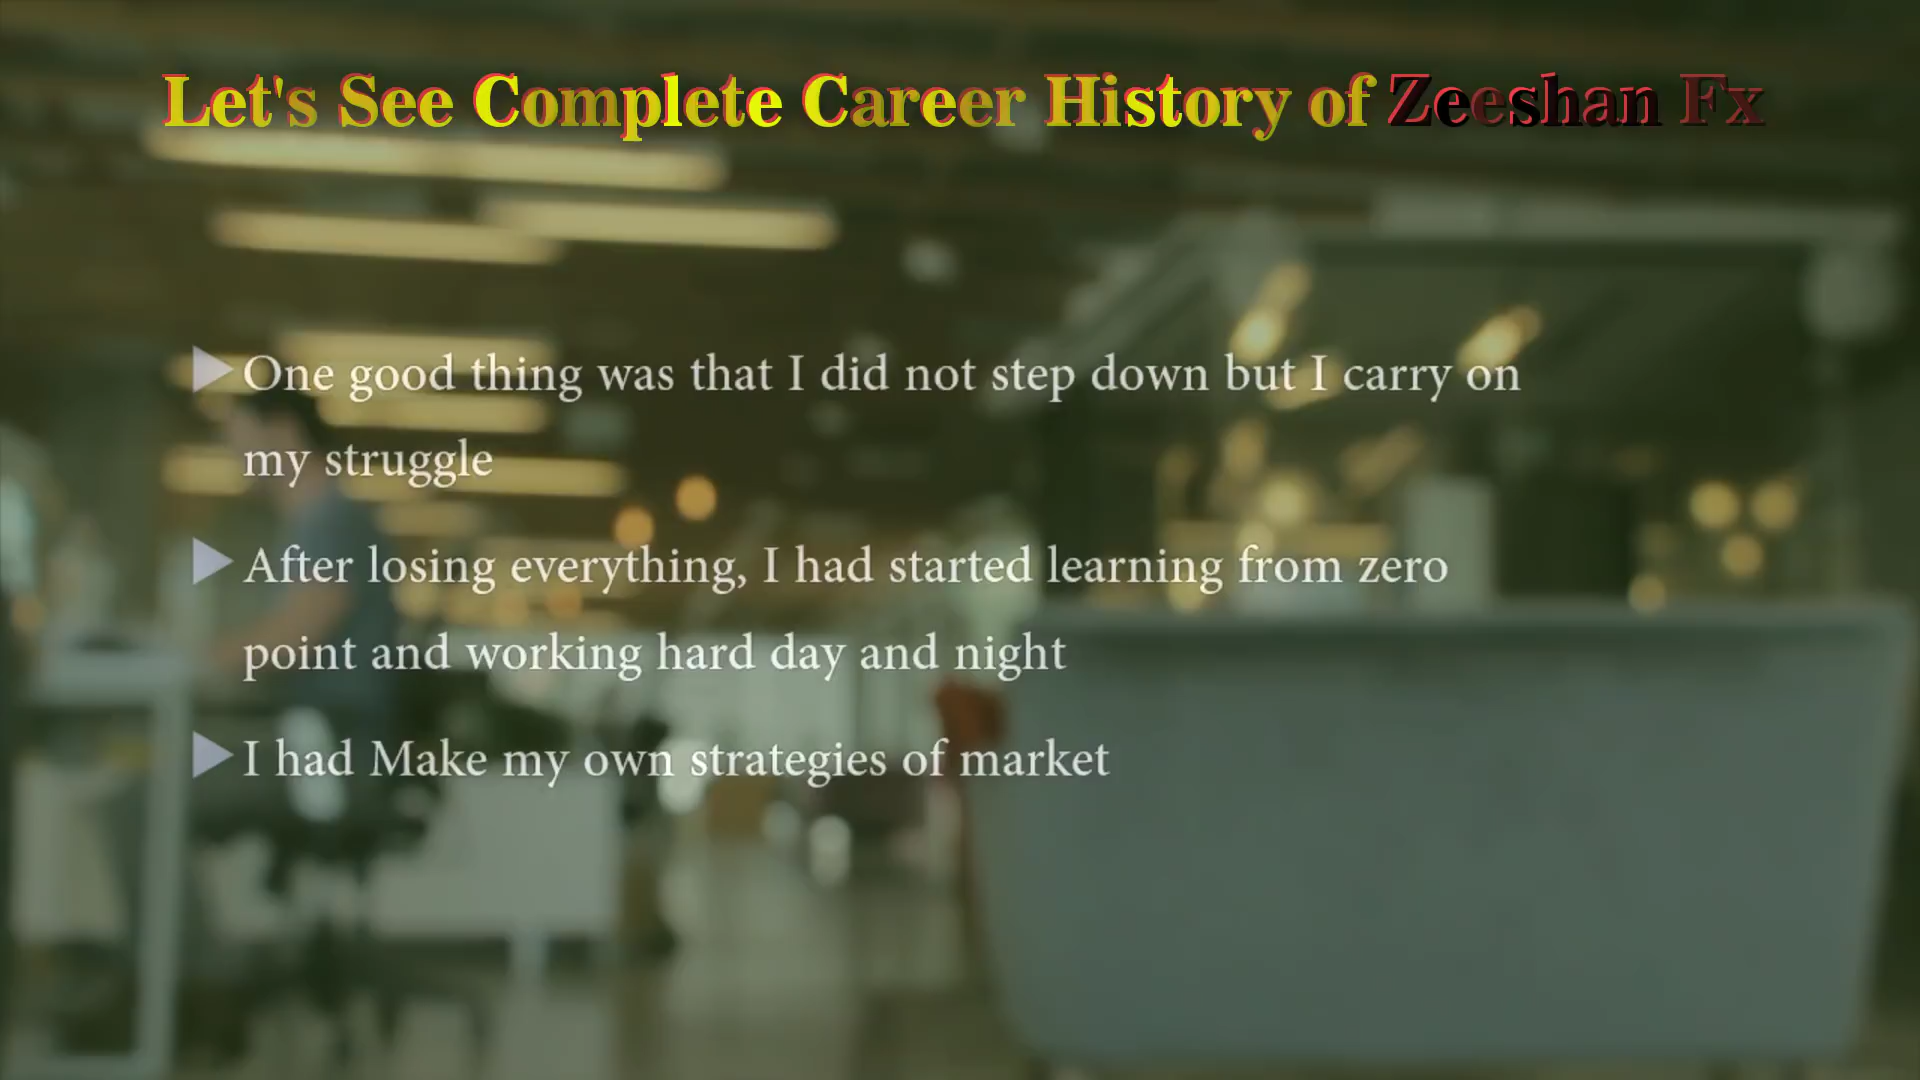 Let's See Complete Career History of Zeeshan Fx
One good thing was that I did not step down but I carry on
my struggle
After losing everything, I had started learning from zero
point and working hard day and night
I had Make my own strategies of market